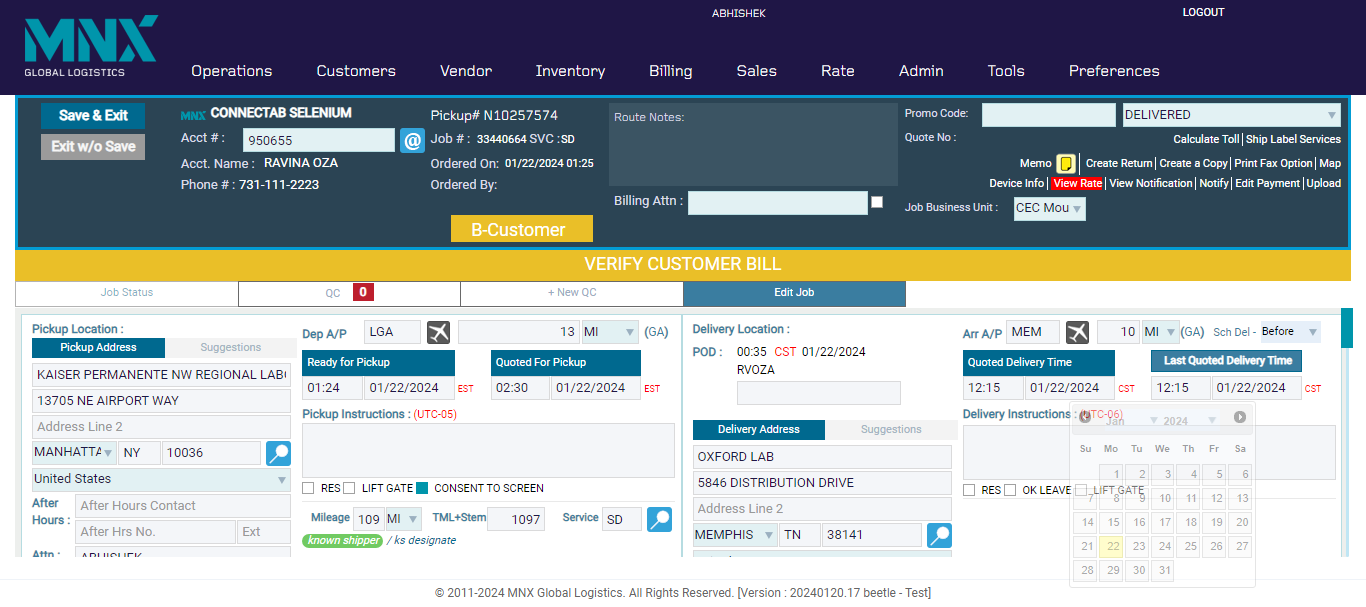 ABHISHEK
LOGOUT
MNX
GLOBAL LOGISTICS
Operations Customers Vendor Inventory Billing Sales Rate Admin Tools Preferences
Save & Exit
Exit w/o Save
MNX CONNECTAB SELENIUM
Acct # : 950655 @
Acct. Name : RAVINA OZA
Phone # : 731-111-2223
Pickup# N10257574
Job # : 33440664 SVC :SD
Ordered On: 01/22/2024 01:25
Ordered By:
B-Customer
Route Notes:
Billing Attn :
Promo Code: DELIVERED
Quote No :
Calculate Toll| Ship Label Services
Memo | Create Return| Create a Copy| Print Fax Option| Map
Device Info| View Rate| View Notification| Notify| Edit Payment| Upload
Job Business Unit : CEC Mou
VERIFY CUSTOMER BILL
Job Status
QC 0
+ New QC
Edit Job
Pickup Location :
Pickup Address Suggestions
KAISER PERMANENTE NW REGIONAL LAB
13705 NE AIRPORT WAY
Address Line 2
MANHATTA NY 10036
United States
After
Hours :
After Hours Contact
After Hrs No. Ext
Attn : ABHISHEK
Dep A/P LGA 13 MI (GA)
Ready for Pickup
01:24 01/22/2024 EST
Quoted For Pickup
02:30 01/22/2024 EST
Pickup Instructions : (UTC-05)
RES LIFT GATE CONSENT TO SCREEN
Mileage 109 MI TML+Stem 1097 Service SD
known shipper / ks designate
Delivery Location :
POD : 00:35 CST 01/22/2024
RVOZA
Delivery Address Suggestions
OXFORD LAB
5846 DISTRIBUTION DRIVE
Address Line 2
MEMPHIS TN 38141
Arr A/P MEM 10 MI (GA) Sch Del - Before
Quoted Delivery Time
12:15 01/22/2024 CST
Last Quoted Delivery Time
12:15 01/22/2024 CST
Delivery Instructions : (UTC-06)
RES OK LEAVE LIFT GATE
Jan 2024
Su Mo Tu We Th Fr Sa
1 2 3 4 5 6
7 8 9 10 11 12 13
14 15 16 17 18 19 20
21 22 23 24 25 26 27
28 29 30 31
© 2011-2024 MNX Global Logistics. All Rights Reserved. [Version : 20240120.17 beetle - Test]